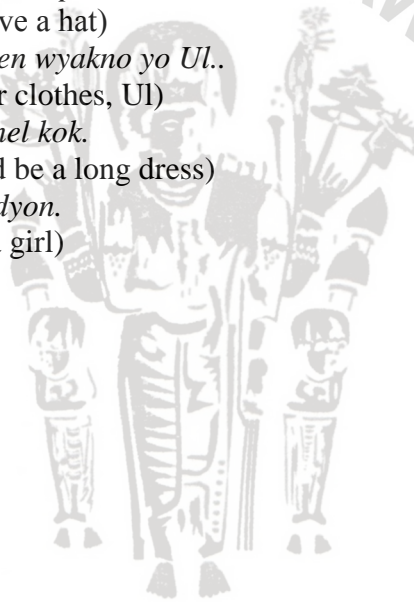 ve a hat)
en wyakno yo Ul..
r clothes, Ul)
nel kok.
d be a long dress)
dyon.
girl)